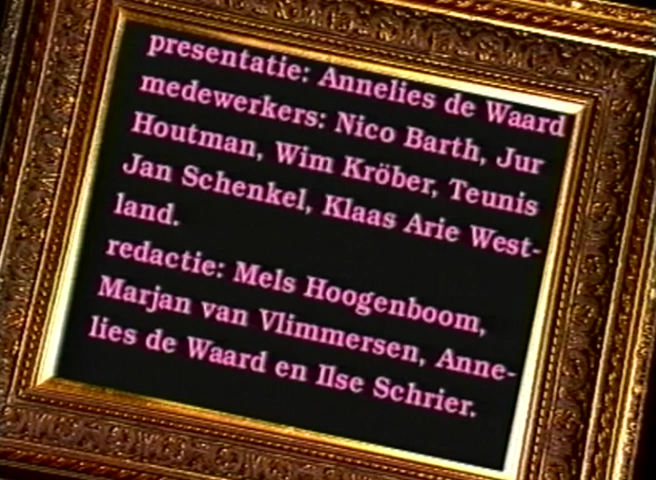 presentatie: Annelies de Waard
medewerkers: Nico Barth, Jur
Houtman, Wim Kröber, Teunis
Jan Schenkel, Klaas Arie West-
land.
redactie: Mels Hoogenboom,
Marjan van Vlimmersen, Anne-
lies de Waard en Ilse Schrier.